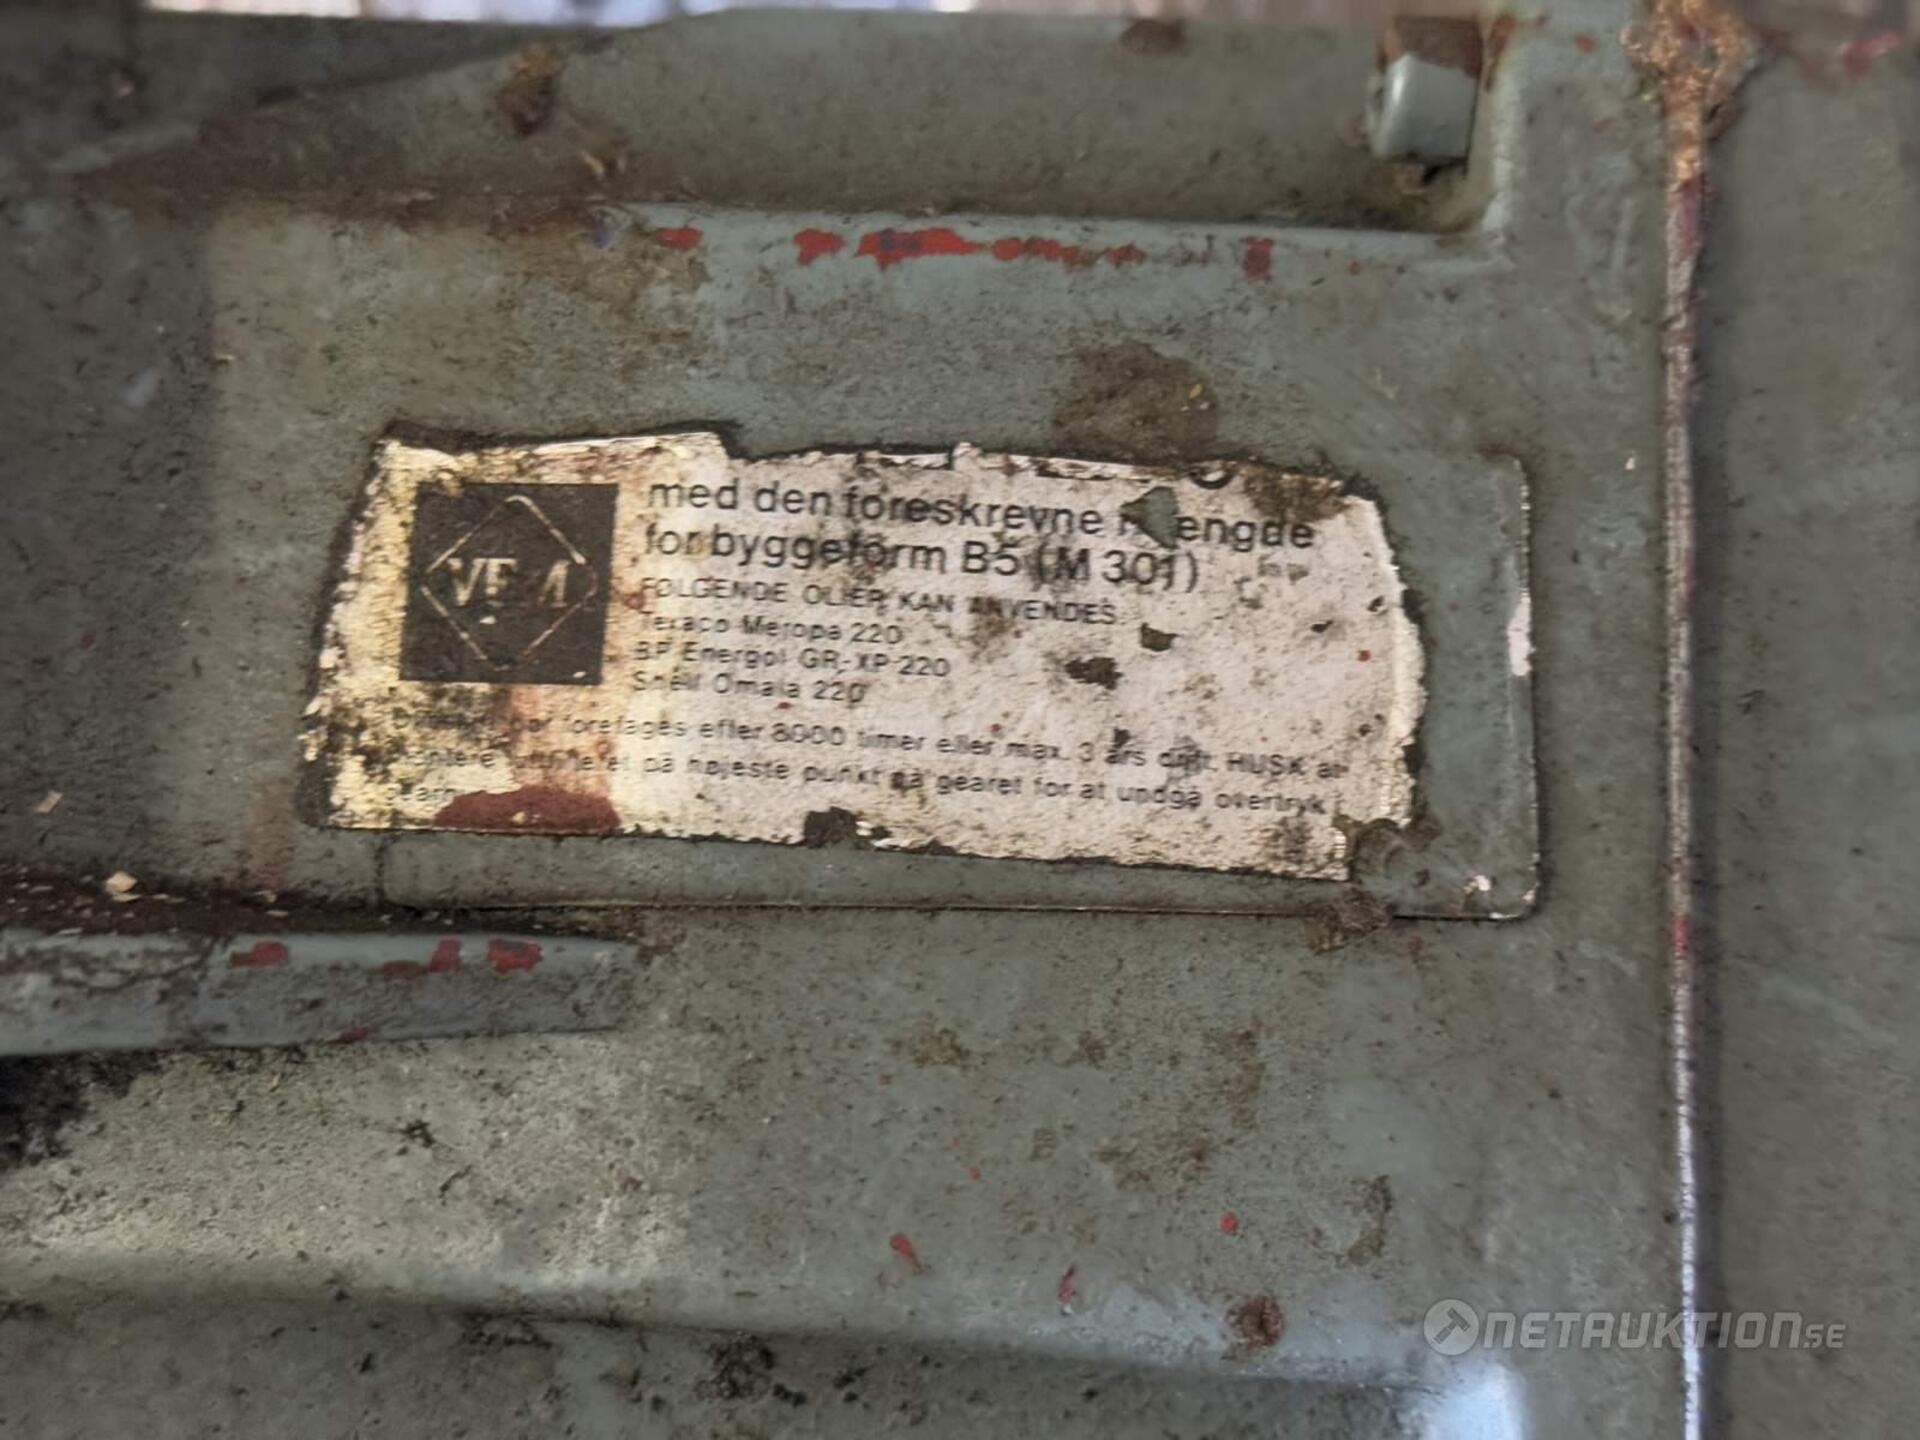 VEM
med den foreskrevne mængde
for byggeform B5 (M 301)
FØLGENDE OLIER KAN ANVENDES:
Texaco Meropa 220
BP Energol GR-XP 220
Shell Omala 220
foretages efter 8000 timer eller max. 3 års drift. HUSK at
på højeste punkt på gearet for at undgå overtryk i
NETAUKTION.SE